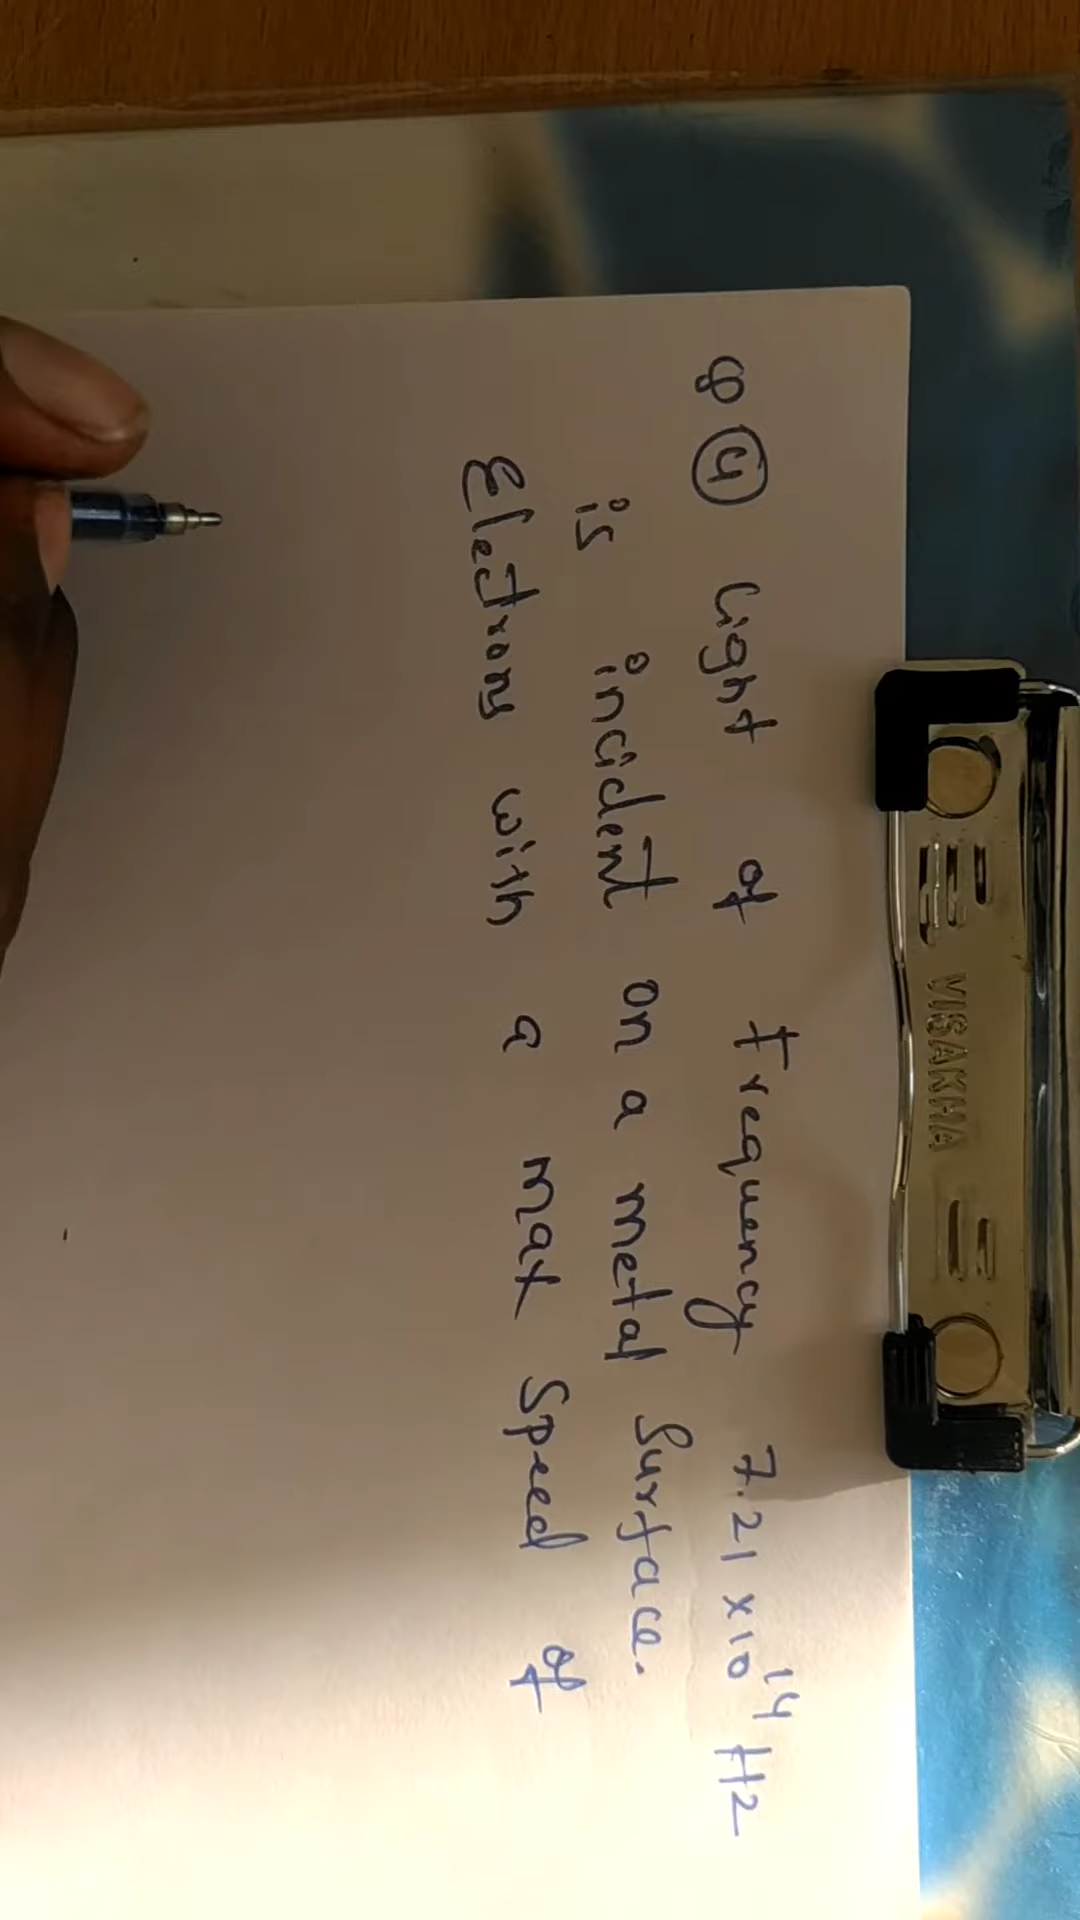 Q ④ Light of frequency 7.21 x 10¹⁴ Hz
is incident on a metal surface.
Electrons with a max speed of
VISAKHA